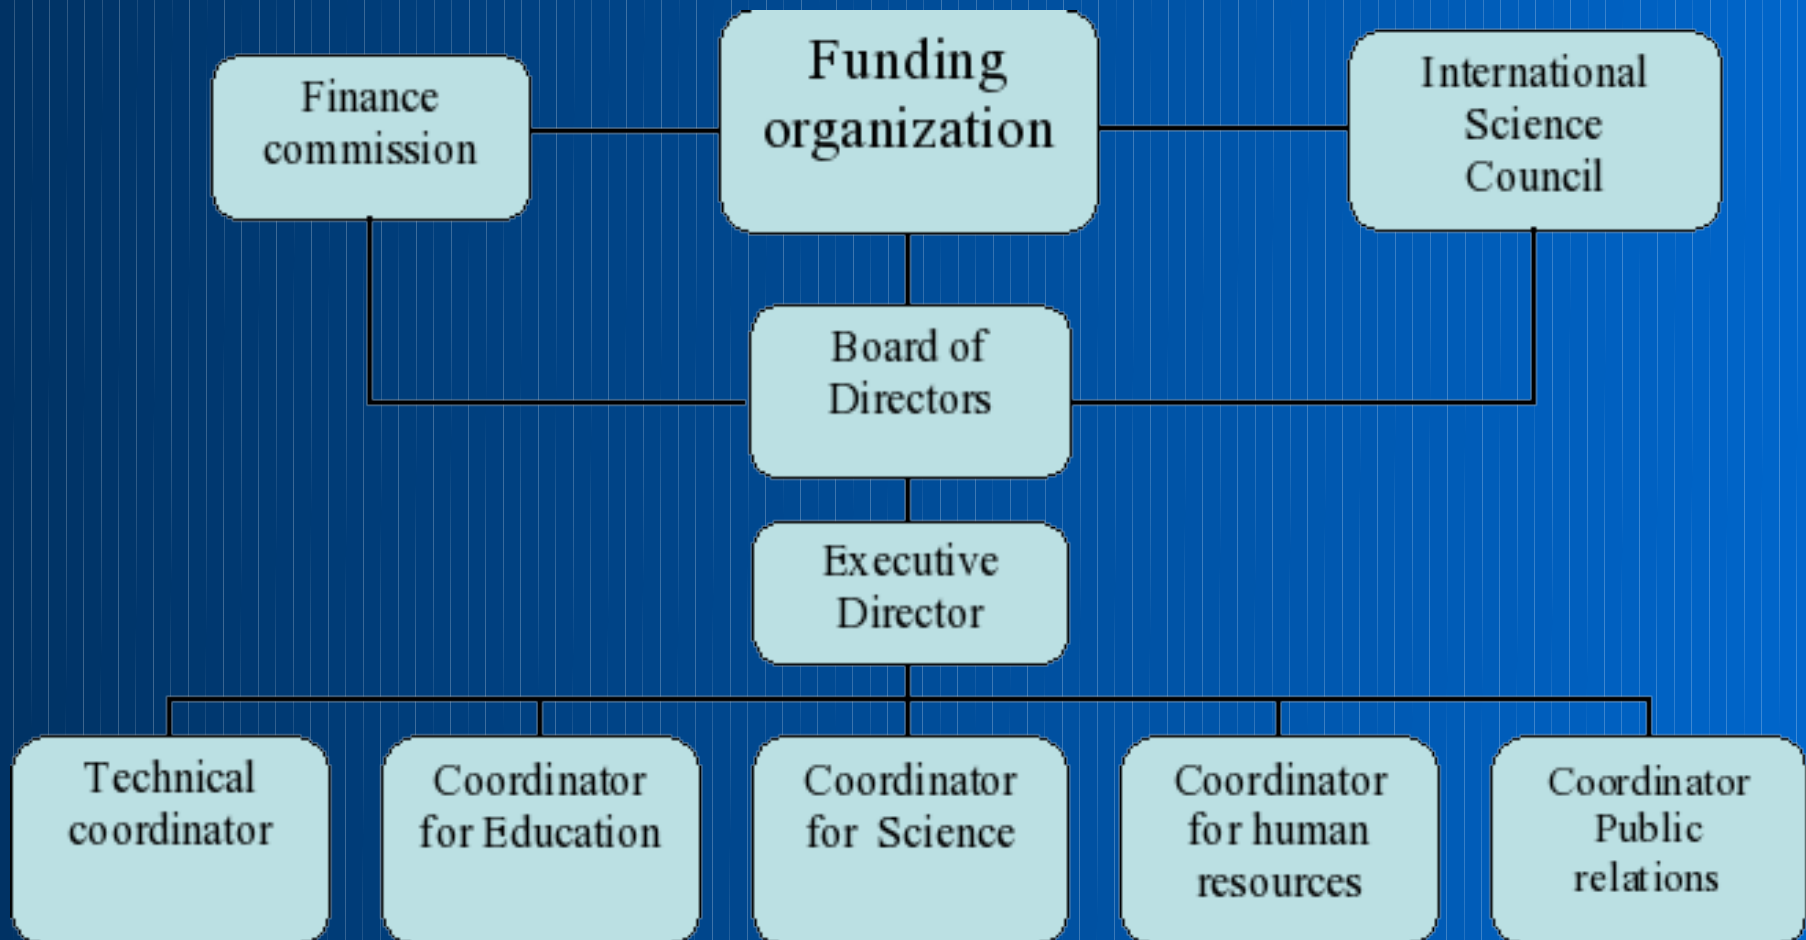 Finance
commission
Funding
organization
International
Science
Council
Board of
Directors
Executive
Director
Technical
coordinator
Coordinator
for Education
Coordinator
for Science
Coordinator
for human
resources
Coordinator
Public
relations